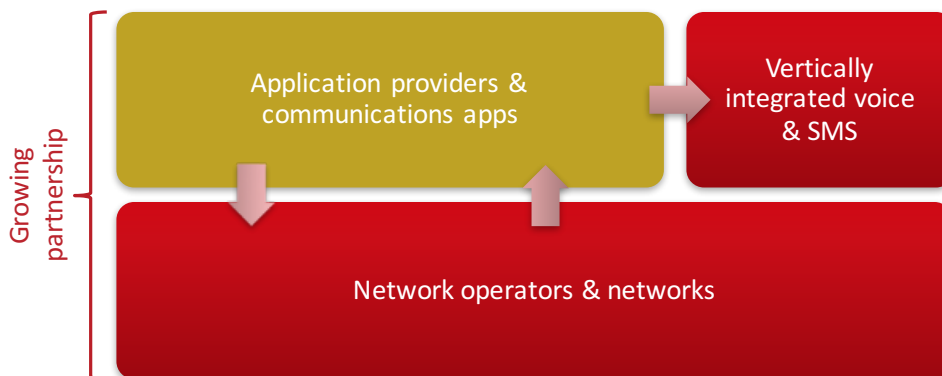 Growing
partnership
Application providers &
communications apps
Vertically
integrated voice
& SMS
Network operators & networks